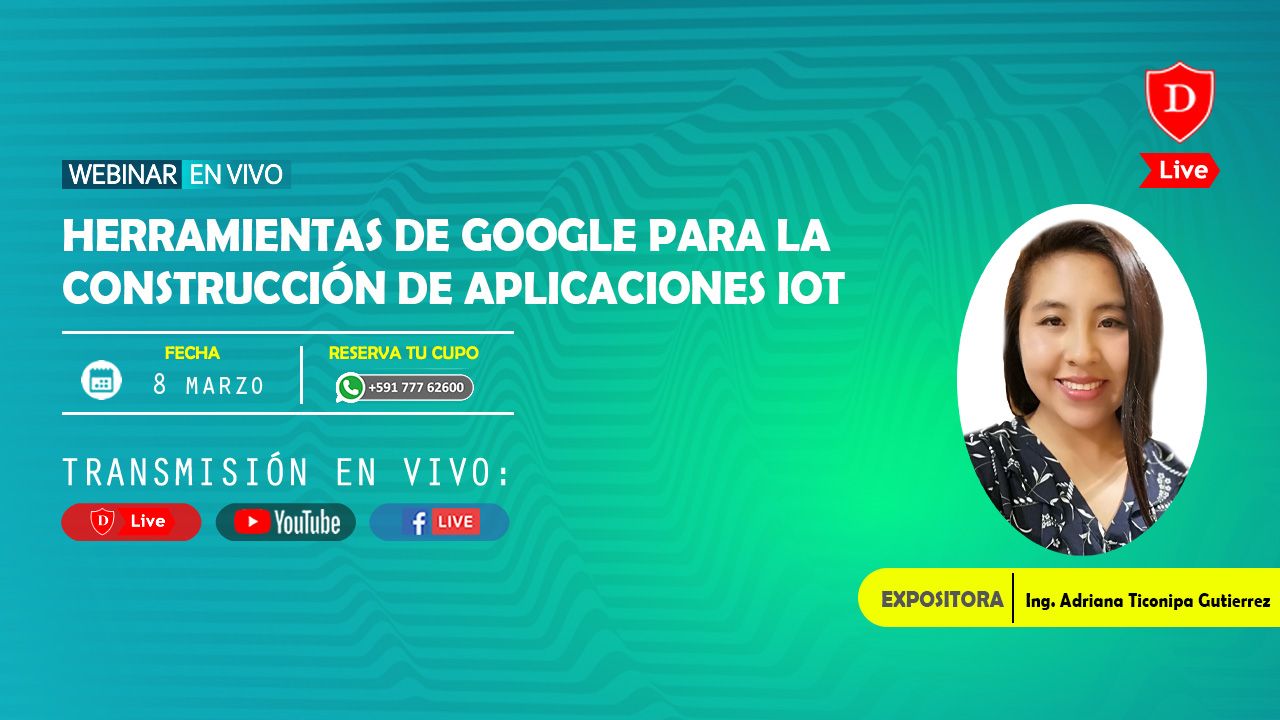 D
Live
WEBINAR EN VIVO
HERRAMIENTAS DE GOOGLE PARA LA
CONSTRUCCIÓN DE APLICACIONES IOT
FECHA
8 MARZO
RESERVA TU CUPO
+591 777 62600
TRANSMISIÓN EN VIVO:
D Live
YouTube
f LIVE
EXPOSITORA
Ing. Adriana Ticonipa Gutierrez